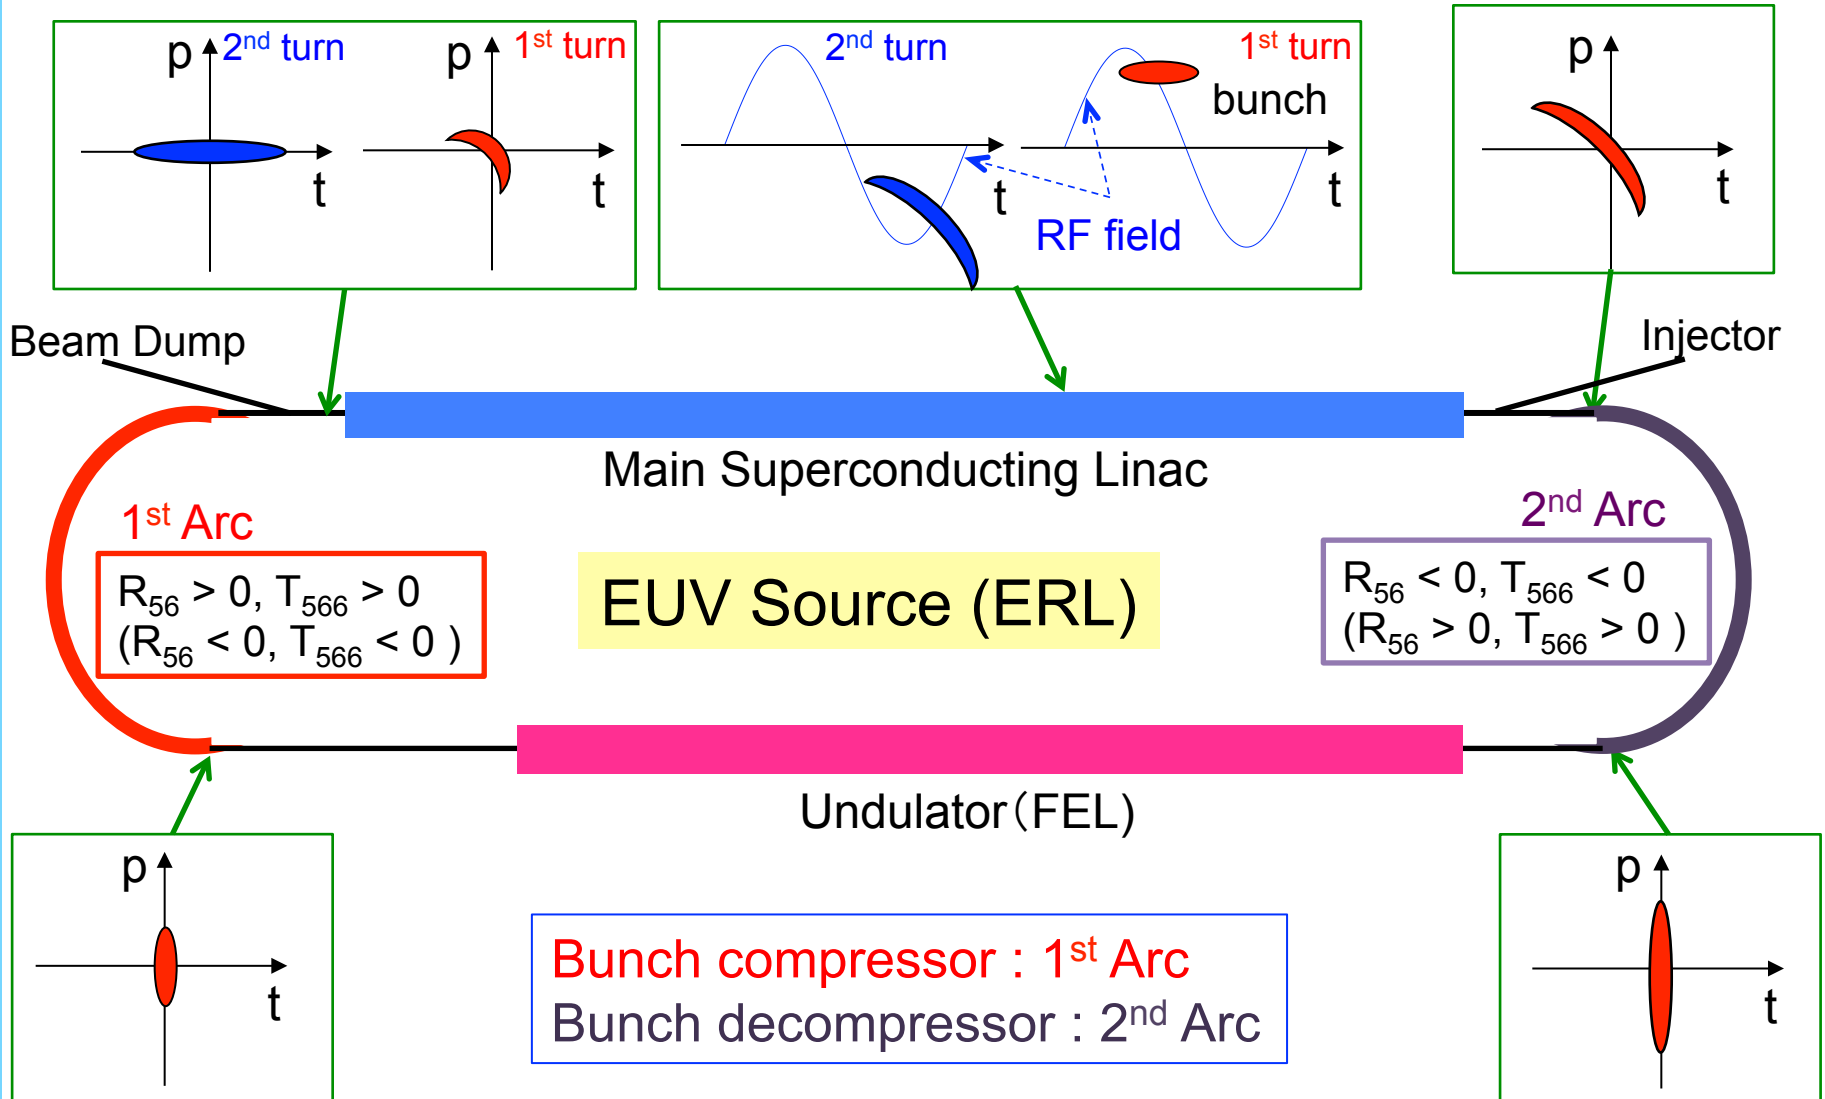 p 2nd turn
t
p 1st turn
t
2nd turn
t
1st turn
bunch
t
RF field
p
t
Beam Dump
Injector
Main Superconducting Linac
1st Arc
R56 > 0, T566 > 0
(R56 < 0, T566 < 0 )
EUV Source (ERL)
2nd Arc
R56 < 0, T566 < 0
(R56 > 0, T566 > 0 )
Undulator（FEL)
p
t
Bunch compressor : 1st Arc
Bunch decompressor : 2nd Arc
p
t